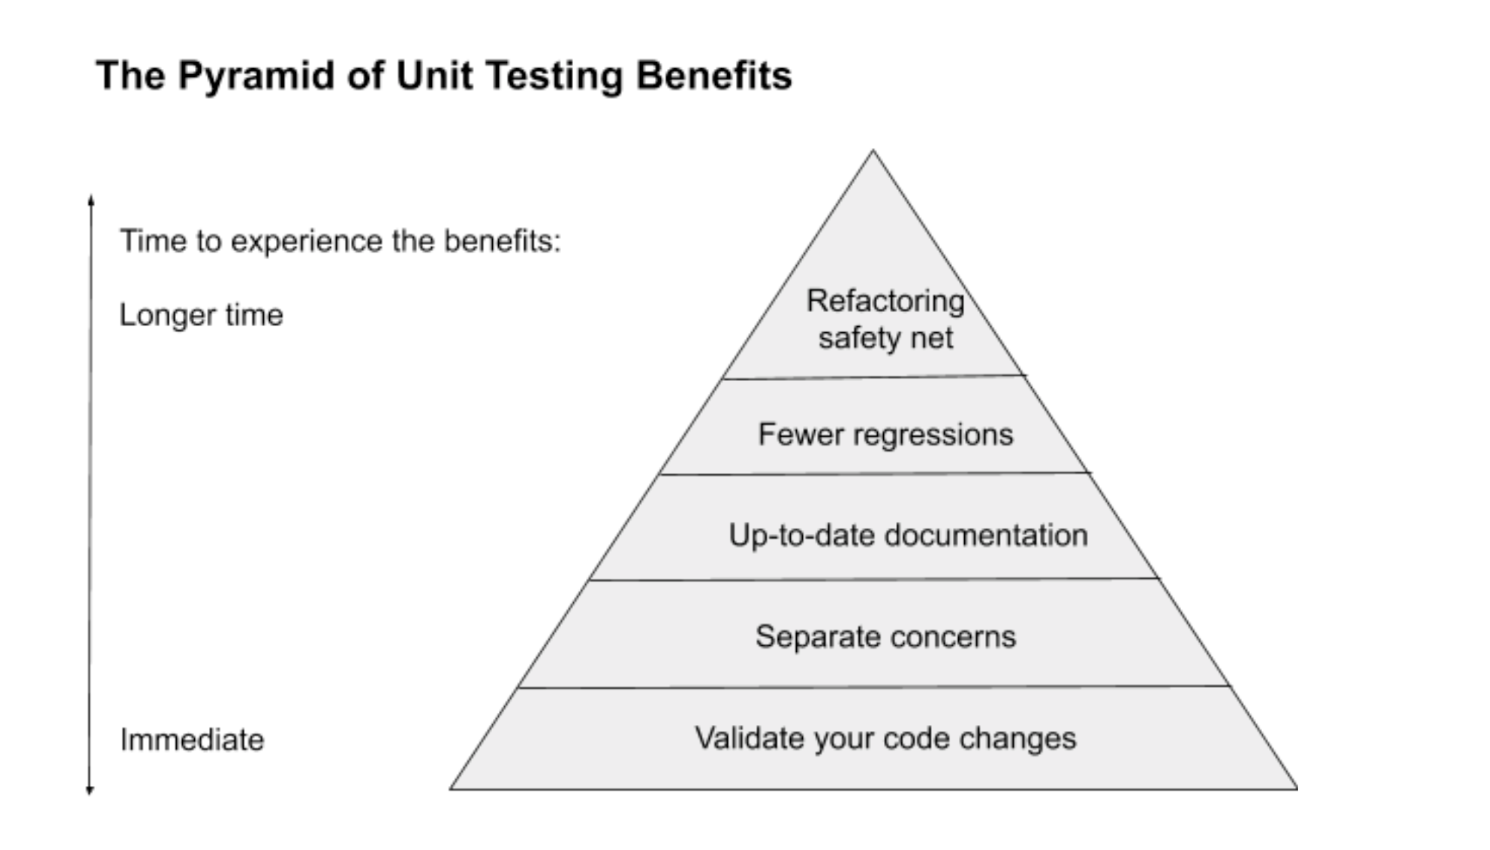 The Pyramid of Unit Testing Benefits
Time to experience the benefits:
Longer time
Refactoring
safety net
Fewer regressions
Up-to-date documentation
Separate concerns
Immediate
Validate your code changes